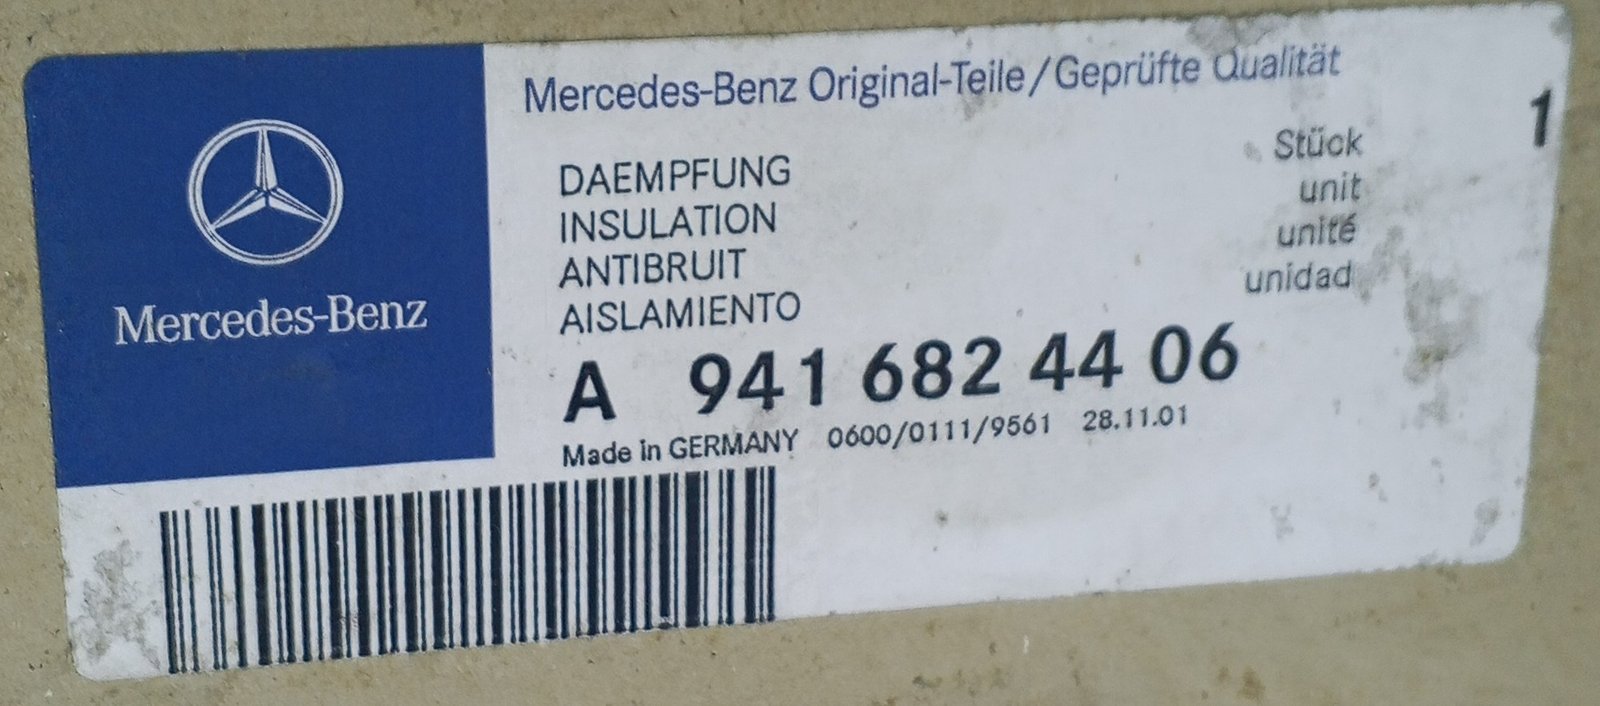 Mercedes-Benz
Mercedes-Benz Original-Teile/Geprüfte Qualität
DAEMPFUNG
INSULATION
ANTIBRUIT
AISLAMIENTO
Stück 1
unit
unité
unidad
A 941 682 44 06
Made in GERMANY 0600/0111/9561 28.11.01